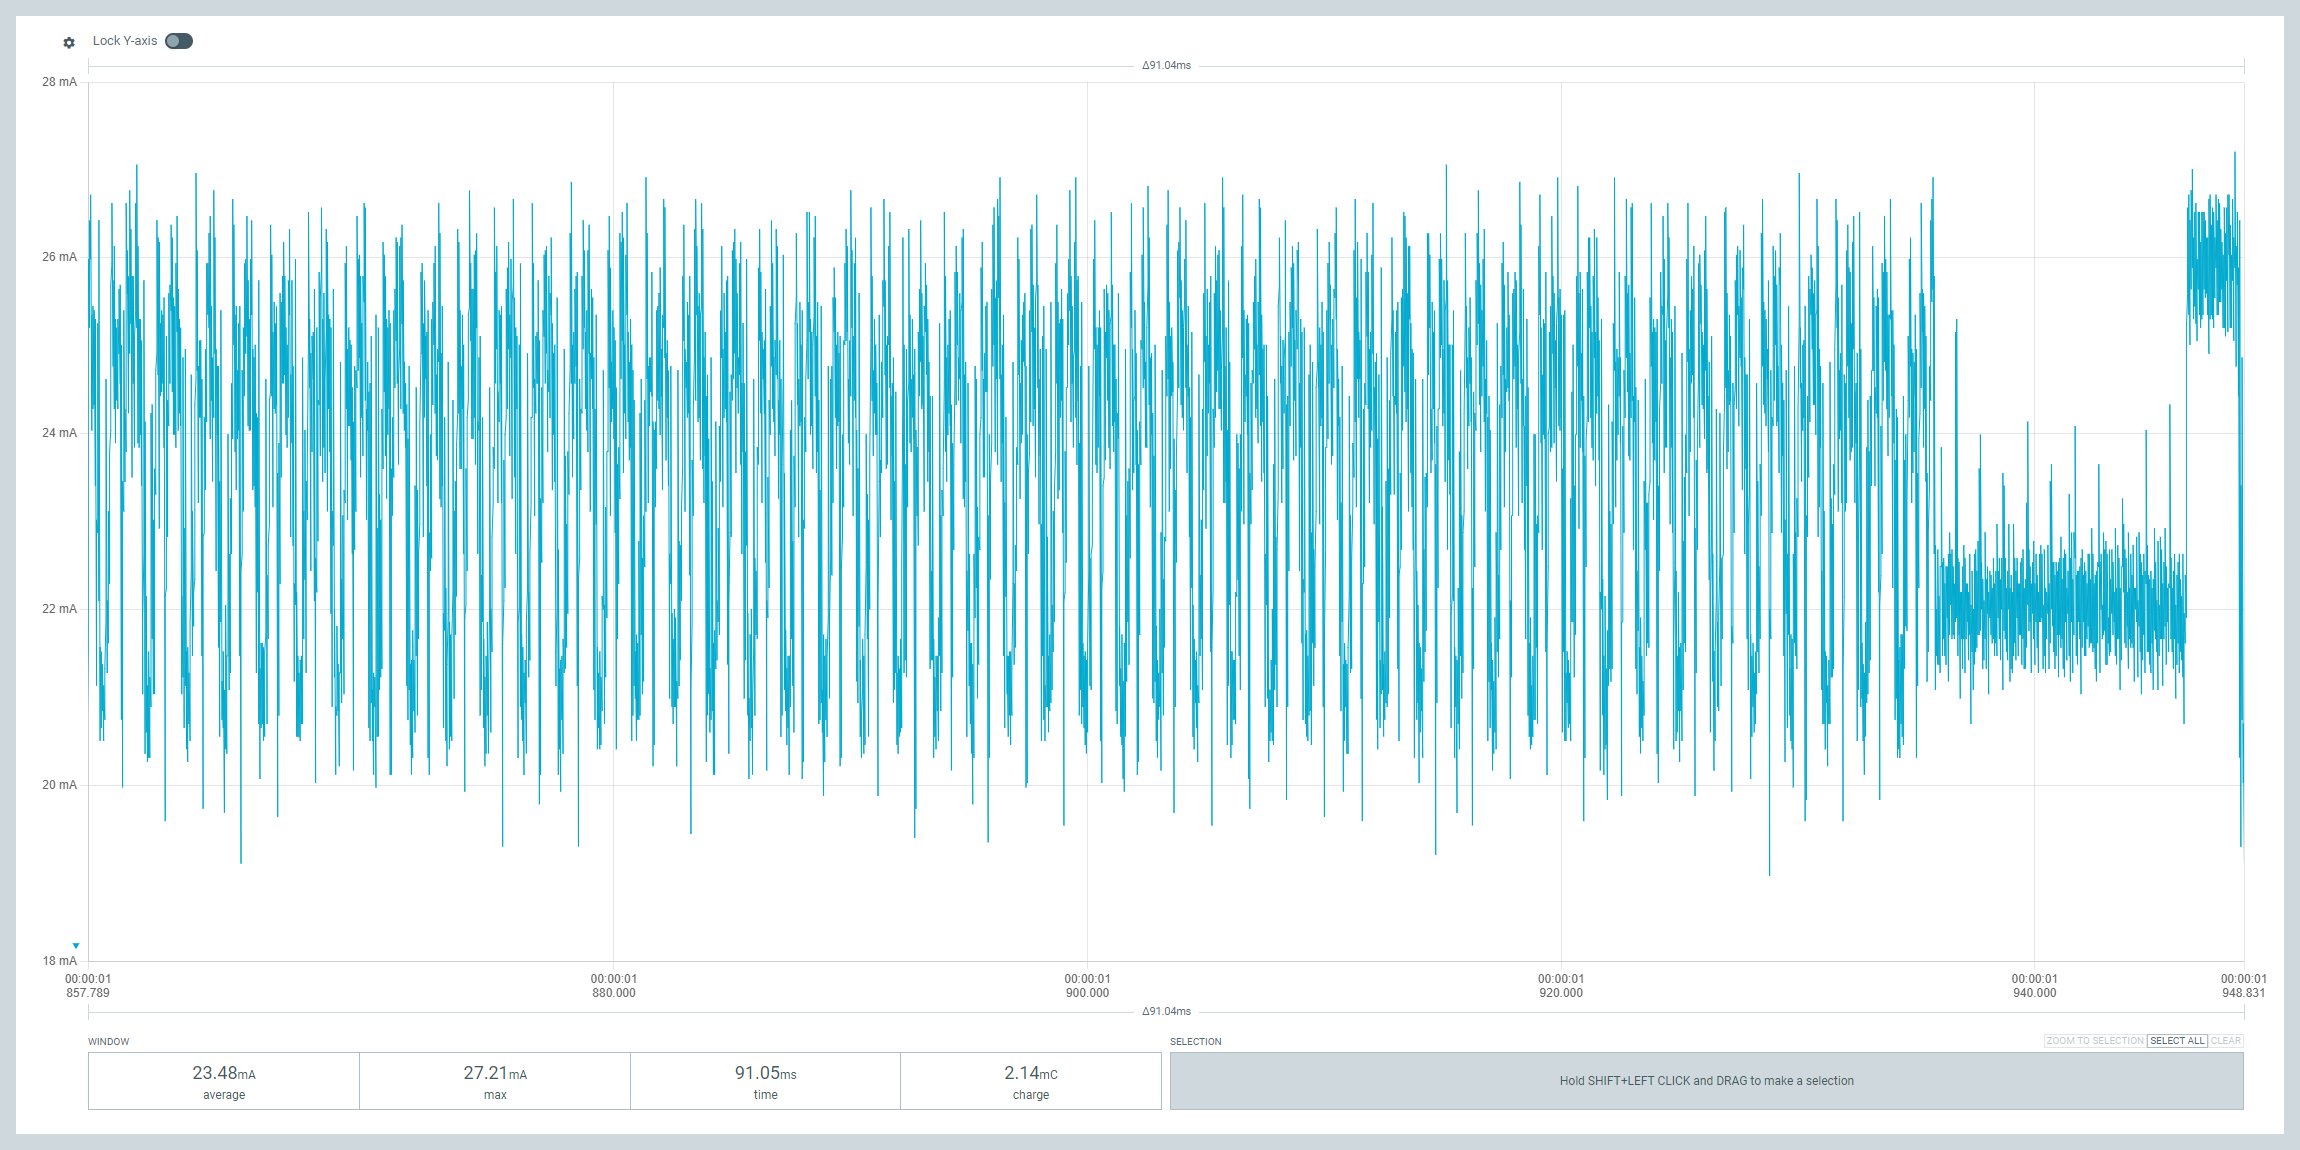 Lock Y-axis
Δ91.04ms
28 mA
26 mA
24 mA
22 mA
20 mA
18 mA
00:00:01 00:00:01 00:00:01 00:00:01 00:00:01 00:00:01
857.789 880.000 900.000 920.000 940.000 948.831
Δ91.04ms
WINDOW SELECTION ZOOM TO SELECTION SELECT ALL CLEAR
23.48mA 27.21mA 91.05ms 2.14mC
average max time charge
Hold SHIFT+LEFT CLICK and DRAG to make a selection